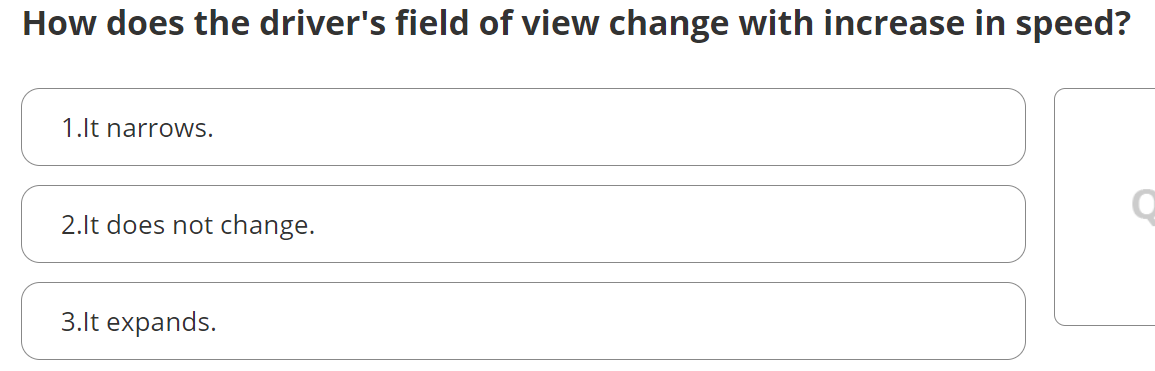 How does the driver's field of view change with increase in speed?
1.It narrows.
2.It does not change.
Q
3.It expands.